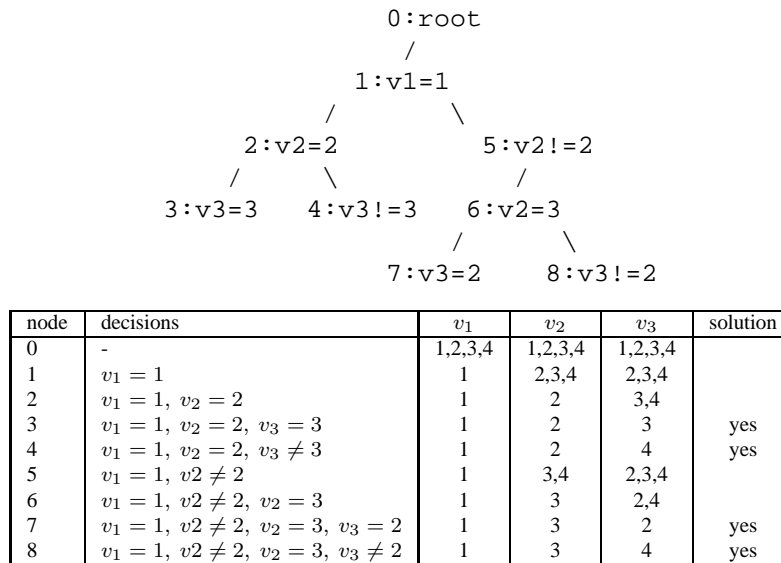 0:root
/
1:v1=1
/ \
2:v2=2 5:v2!=2
/ \ /
3:v3=3 4:v3!=3 6:v2=3
/ \
7:v3=2 8:v3!=2
node decisions v1 v2 v3 solution
0 - 1,2,3,4 1,2,3,4 1,2,3,4
1 v1 = 1 1 2,3,4 2,3,4
2 v1 = 1, v2 = 2 1 2 3,4
3 v1 = 1, v2 = 2, v3 = 3 1 2 3 yes
4 v1 = 1, v2 = 2, v3 ≠ 3 1 2 4 yes
5 v1 = 1, v2 ≠ 2 1 3,4 2,3,4
6 v1 = 1, v2 ≠ 2, v2 = 3 1 3 2,4
7 v1 = 1, v2 ≠ 2, v2 = 3, v3 = 2 1 3 2 yes
8 v1 = 1, v2 ≠ 2, v2 = 3, v3 ≠ 2 1 3 4 yes